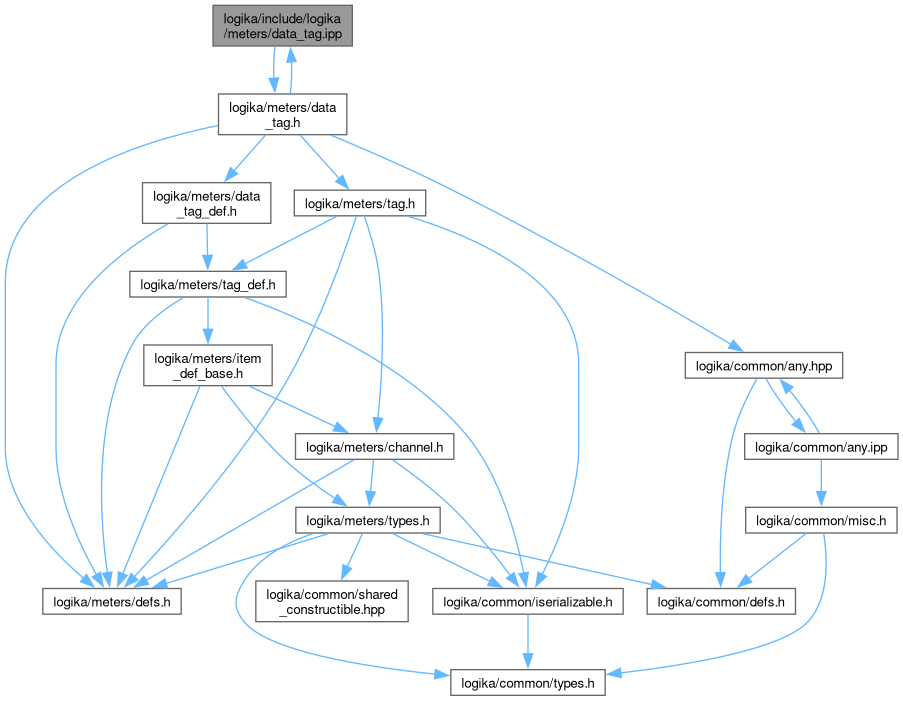 logika/include/logika
/meters/data_tag.ipp
logika/meters/data
_tag.h
logika/meters/data
_tag_def.h
logika/meters/tag.h
logika/meters/tag_def.h
logika/meters/item
_def_base.h
logika/common/any.hpp
logika/meters/channel.h
logika/common/any.ipp
logika/meters/types.h
logika/common/misc.h
logika/meters/defs.h
logika/common/shared
_constructible.hpp
logika/common/iserializable.h
logika/common/defs.h
logika/common/types.h